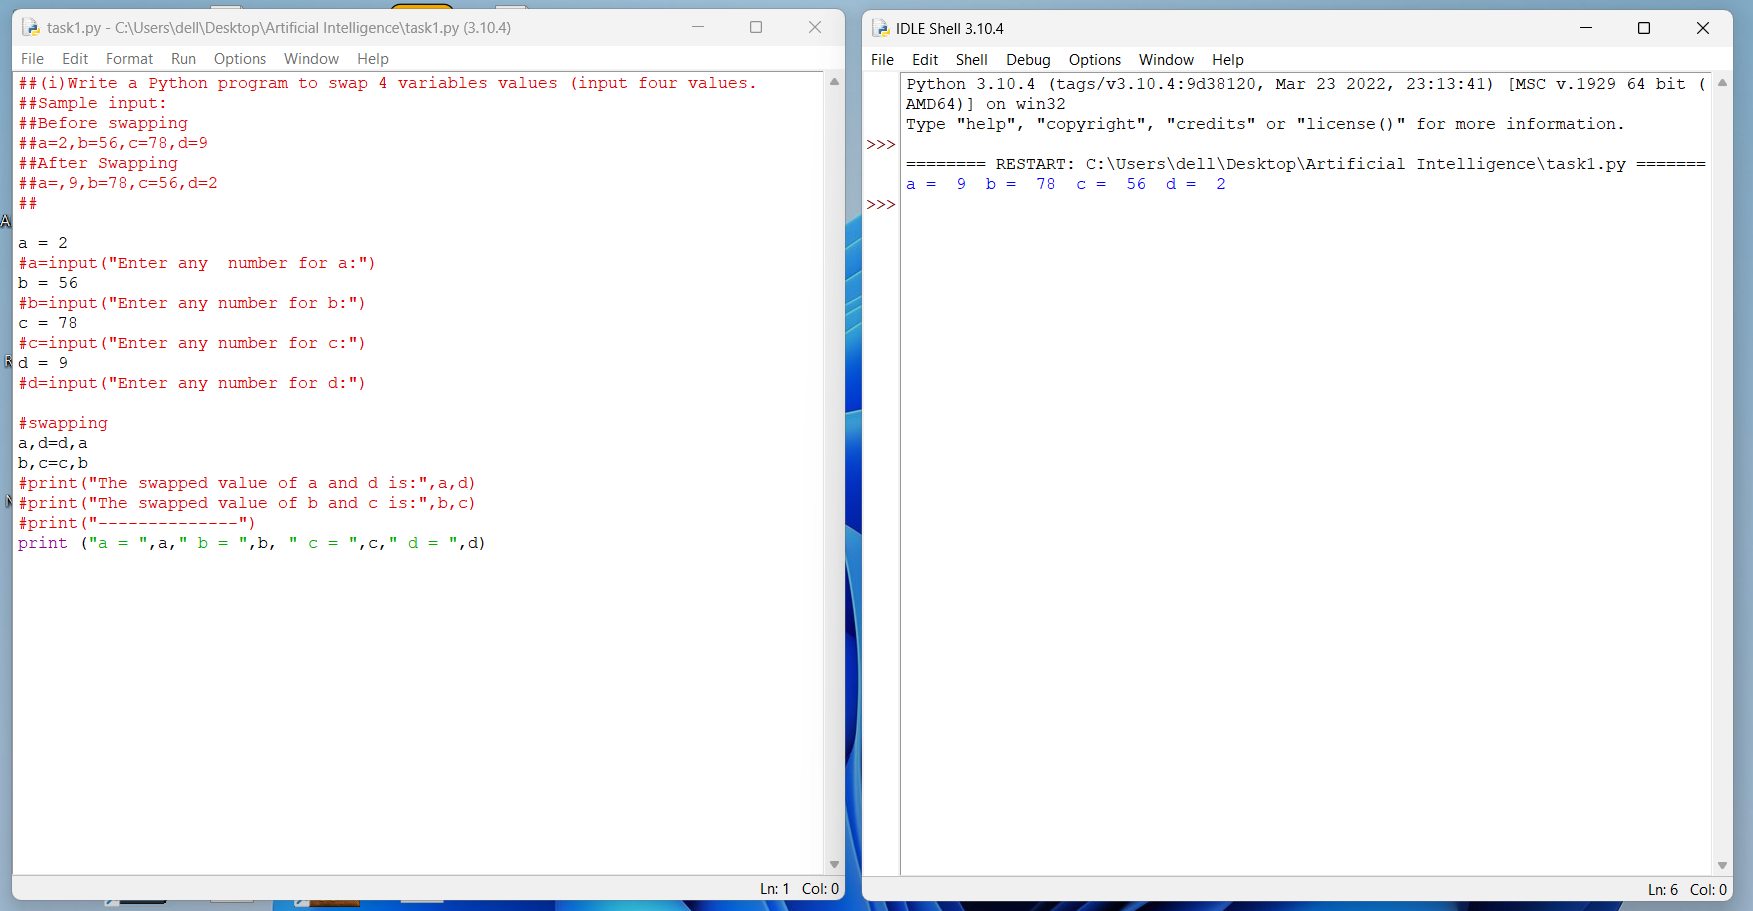 task1.py - C:\Users\dell\Desktop\Artificial Intelligence\task1.py (3.10.4)
File Edit Format Run Options Window Help
##(i)Write a Python program to swap 4 variables values (input four values.
##Sample input:
##Before swapping
##a=2,b=56,c=78,d=9
##After Swapping
##a=,9,b=78,c=56,d=2
##
a = 2
#a=input("Enter any  number for a:")
b = 56
#b=input("Enter any number for b:")
c = 78
#c=input("Enter any number for c:")
d = 9
#d=input("Enter any number for d:")
#swapping
a,d=d,a
b,c=c,b
#print("The swapped value of a and d is:",a,d)
#print("The swapped value of b and c is:",b,c)
#print("--------------")
print ("a = ",a," b = ",b, " c = ",c," d = ",d)
Ln: 1 Col: 0
IDLE Shell 3.10.4
File Edit Shell Debug Options Window Help
Python 3.10.4 (tags/v3.10.4:9d38120, Mar 23 2022, 23:13:41) [MSC v.1929 64 bit (
AMD64)] on win32
Type "help", "copyright", "credits" or "license()" for more information.
>>>
======== RESTART: C:\Users\dell\Desktop\Artificial Intelligence\task1.py =======
a =  9  b =  78  c =  56  d =  2
>>>
Ln: 6 Col: 0